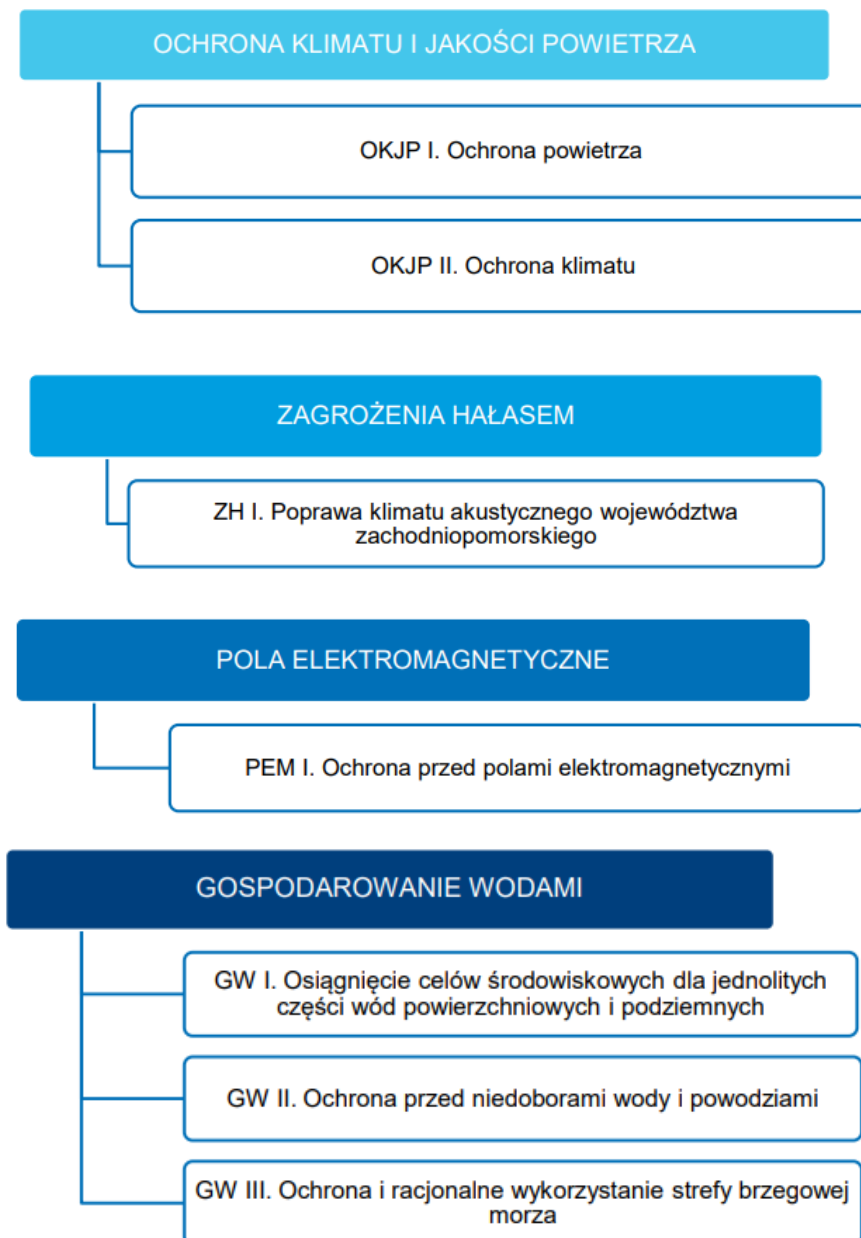 OCHRONA KLIMATU I JAKOŚCI POWIETRZA
OKJP I. Ochrona powietrza
OKJP II. Ochrona klimatu
ZAGROŻENIA HAŁASEM
ZH I. Poprawa klimatu akustycznego województwa
zachodniopomorskiego
POLA ELEKTROMAGNETYCZNE
PEM I. Ochrona przed polami elektromagnetycznymi
GOSPODAROWANIE WODAMI
GW I. Osiągnięcie celów środowiskowych dla jednolitych
części wód powierzchniowych i podziemnych
GW II. Ochrona przed niedoborami wody i powodziami
GW III. Ochrona i racjonalne wykorzystanie strefy brzegowej
morza